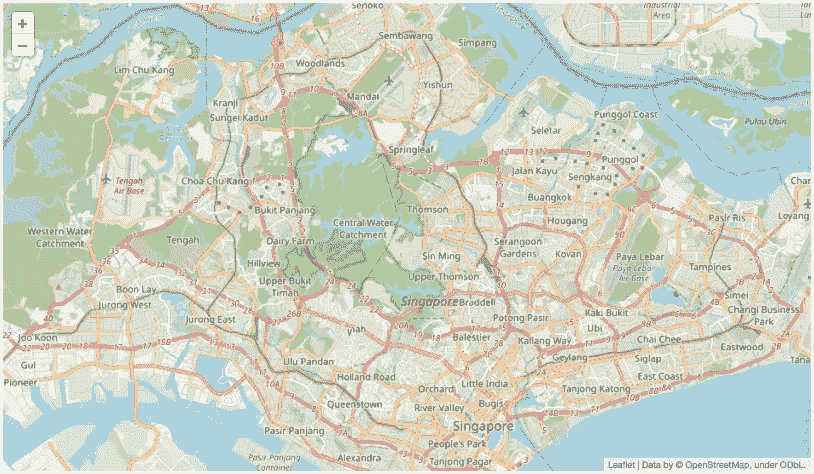 +
−
Senoko
Industrial
Area
Sembawang
Simpang
Woodlands
10B
Lim Chu Kang
Yishun
Mandai
Kranji
Sungei Kadut
Punggol Coast
Pulau Ubin
Seletar
Springleaf
Punggol
Jalan Kayu
Sengkang
Tengah
Air Base
Choa Chu Kang
Buangkok
Loyang
Bukit Panjang
Thomson
Hougang
Pasir Ris
Western Water
Catchment
Central Water
Catchment
Tengah
Dairy Farm
Serangoon
Gardens
Kovan
Sin Ming
Paya Lebar
Paya Lebar
Air Base
Hillview
Upper Bukit
Timah
Upper Thomson
Tampines
Boon Lay
Jurong West
Singapore
Braddell
Simei
Changi Business
Park
Jurong East
Potong Pasir
Kaki Bukit
Ubi
Joo Koon
20A
Balestier
Kallang Way
Chai Chee
Eastwood
Gul
Ulu Pandan
Geylang
Siglap
Pioneer
Holland Road
Little India
East Coast
Orchard
Tanjong Katong
Queenstown
River Valley
Bugis
14B
Pasir Panjang
Singapore
People's Park
Pasir Panjang
Container
Alexandra
Tanjong Pagar
Leaflet | Data by © OpenStreetMap, under ODbL.